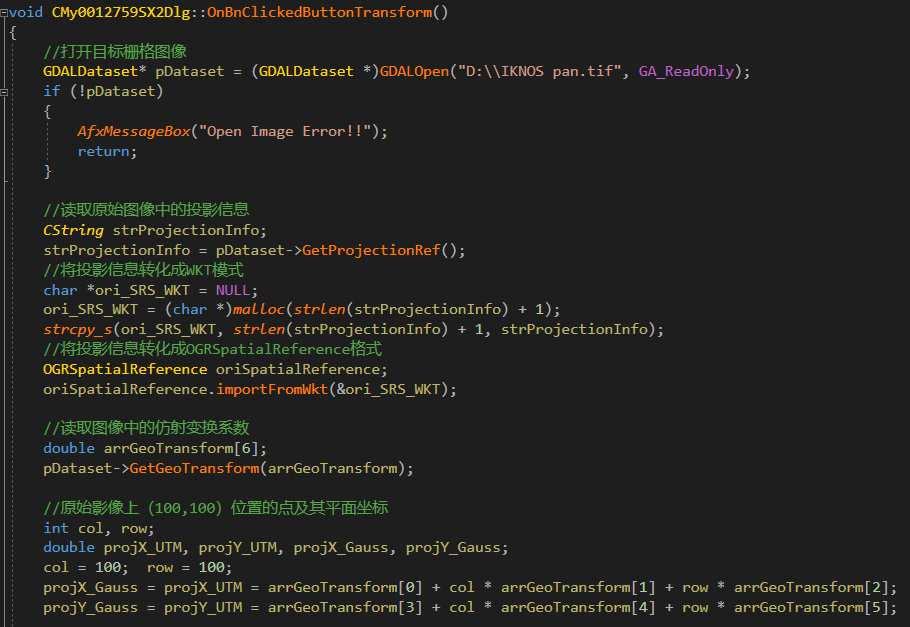 void CMy0012759SX2Dlg::OnBnClickedButtonTransform()
{
//打开目标栅格图像
GDALDataset* pDataset = (GDALDataset *)GDALOpen("D:\\IKNOS pan.tif", GA_ReadOnly);
if (!pDataset)
{
AfxMessageBox("Open Image Error!!");
return;
}
//读取原始图像中的投影信息
CString strProjectionInfo;
strProjectionInfo = pDataset->GetProjectionRef();
//将投影信息转化成WKT模式
char *ori_SRS_WKT = NULL;
ori_SRS_WKT = (char *)malloc(strlen(strProjectionInfo) + 1);
strcpy_s(ori_SRS_WKT, strlen(strProjectionInfo) + 1, strProjectionInfo);
//将投影信息转化成OGRSpatialReference格式
OGRSpatialReference oriSpatialReference;
oriSpatialReference.importFromWkt(&ori_SRS_WKT);
//读取图像中的仿射变换系数
double arrGeoTransform[6];
pDataset->GetGeoTransform(arrGeoTransform);
//原始影像上（100,100）位置的点及其平面坐标
int col, row;
double projX_UTM, projY_UTM, projX_Gauss, projY_Gauss;
col = 100;  row = 100;
projX_Gauss = projX_UTM = arrGeoTransform[0] + col * arrGeoTransform[1] + row * arrGeoTransform[2];
projY_Gauss = projY_UTM = arrGeoTransform[3] + col * arrGeoTransform[4] + row * arrGeoTransform[5];